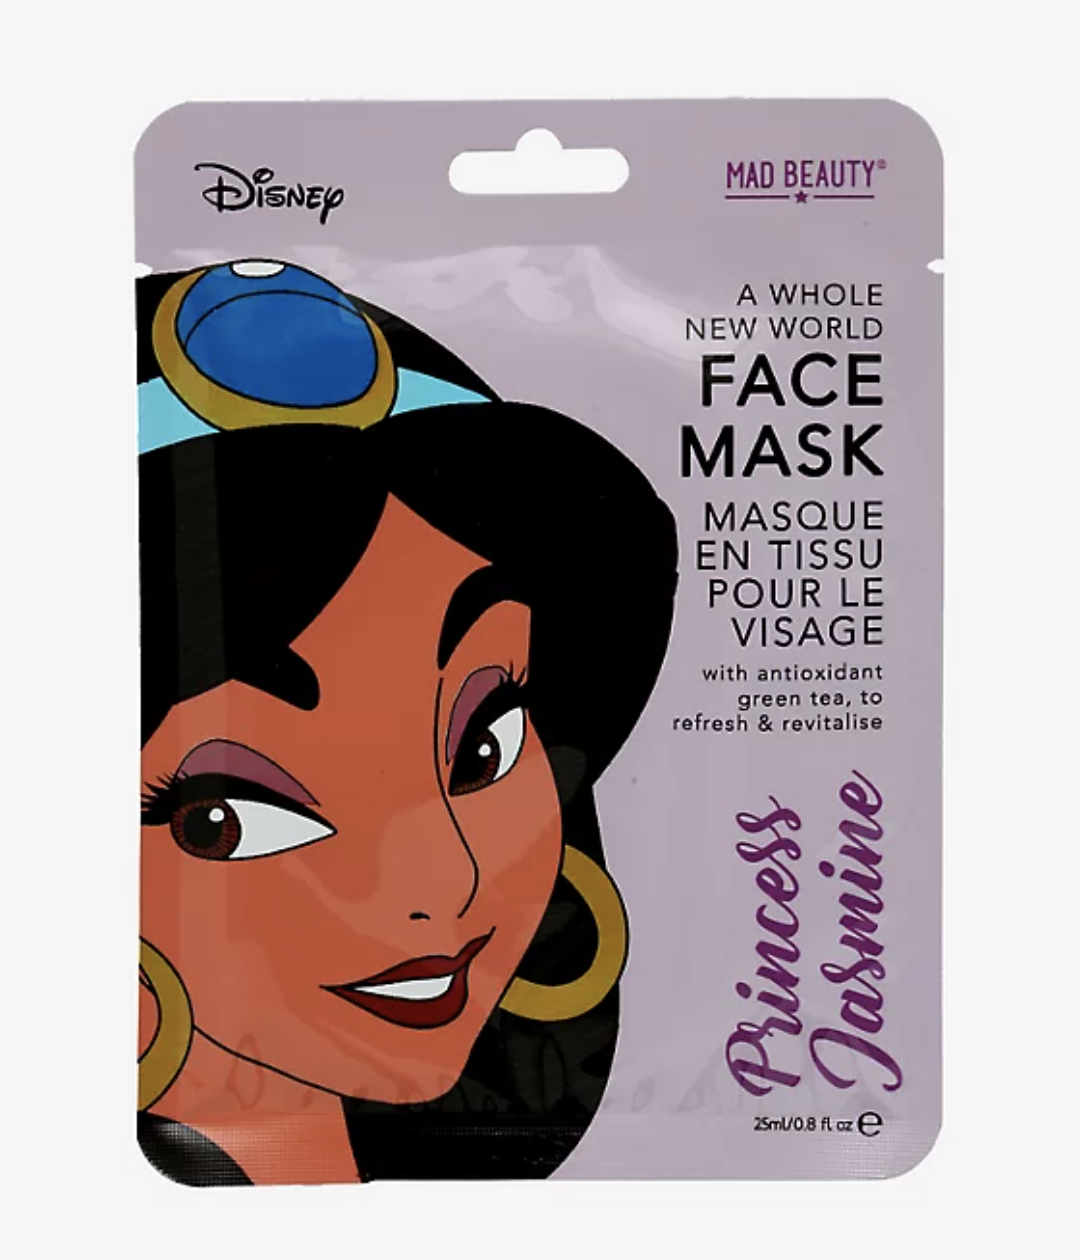 Disney
MAD BEAUTY®
A WHOLE
NEW WORLD
FACE
MASK
MASQUE
EN TISSU
POUR LE
VISAGE
with antioxidant
green tea, to
refresh & revitalise
Princess
Jasmine
25ml/0.8 fl oz ℮